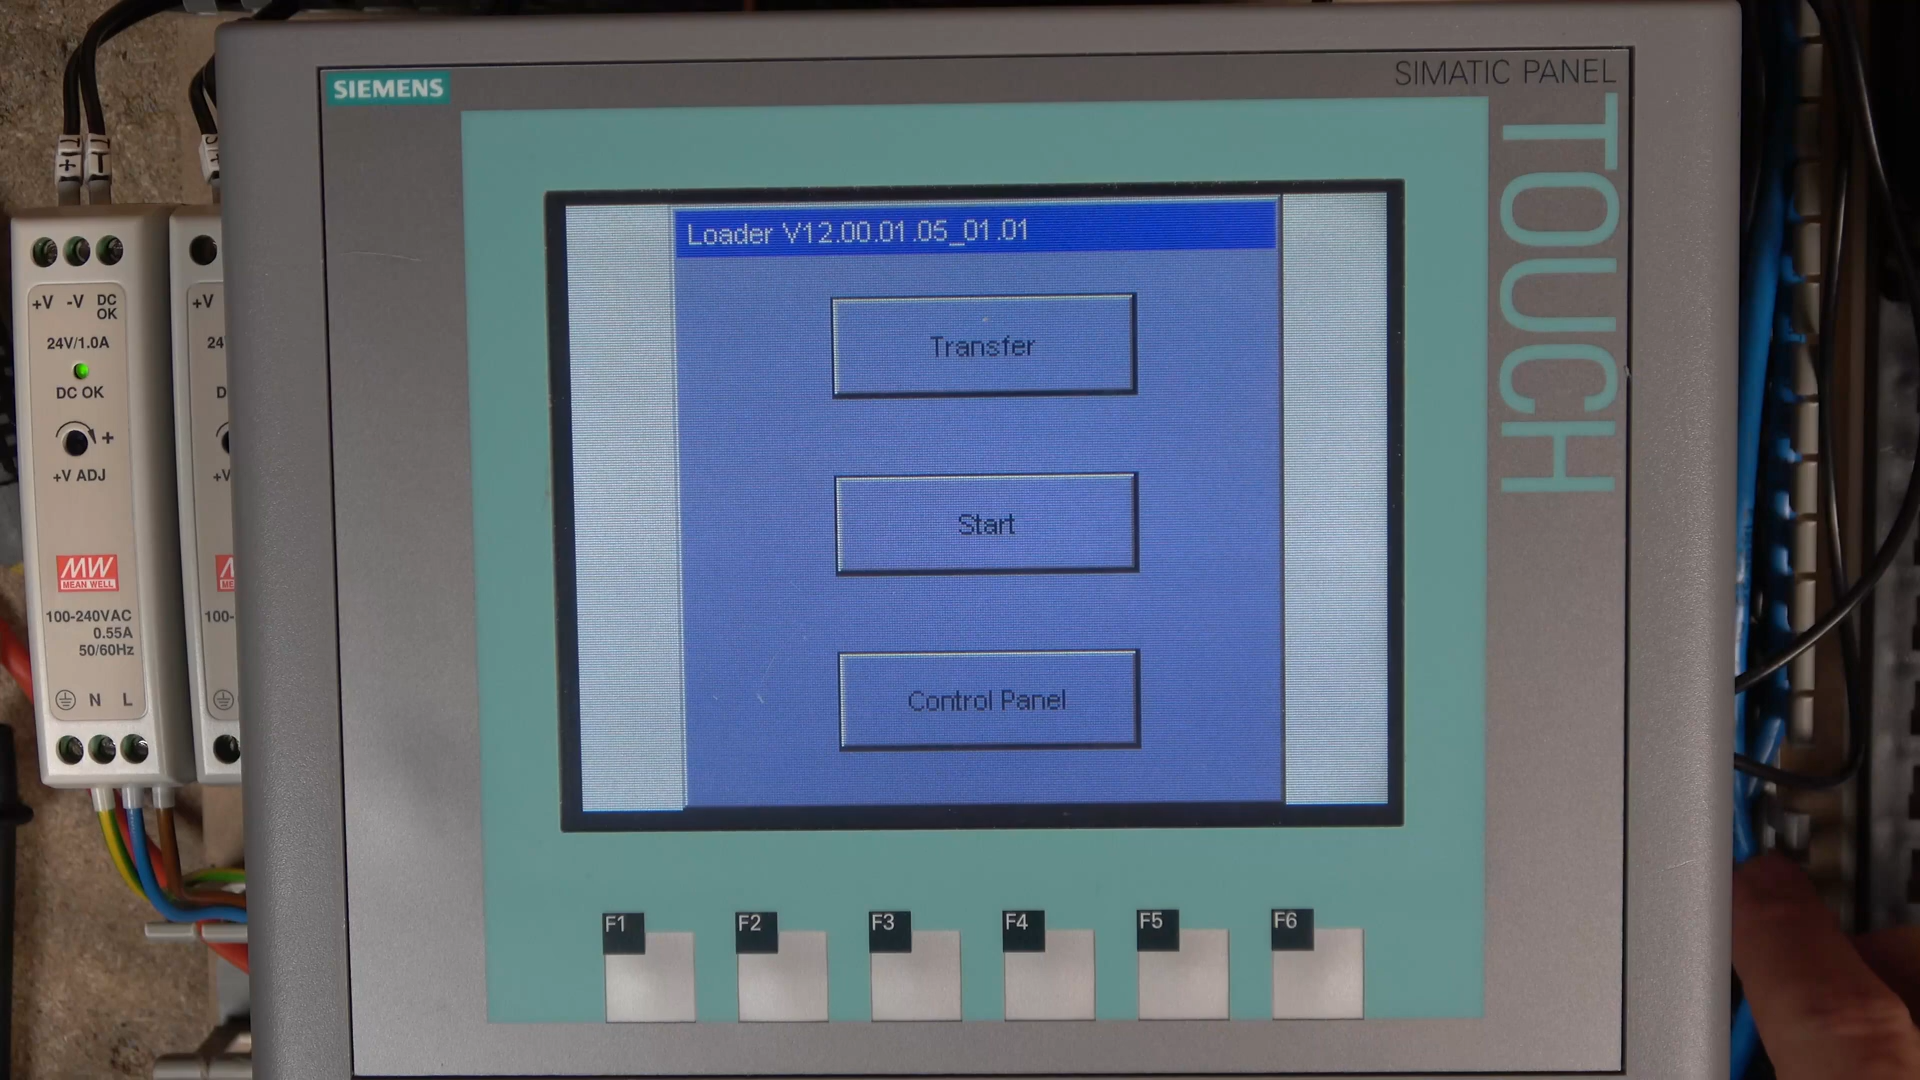 SIEMENS
SIMATIC PANEL
TOUCH
Loader V12.00.01.05_01.01
Transfer
Start
Control Panel
F1 F2 F3 F4 F5 F6
+V -V DC OK
24V/1.0A
DC OK
+
+V ADJ
MW
MEAN WELL
100-240VAC
0.55A
50/60Hz
N L
+V
24
D
+V
100-